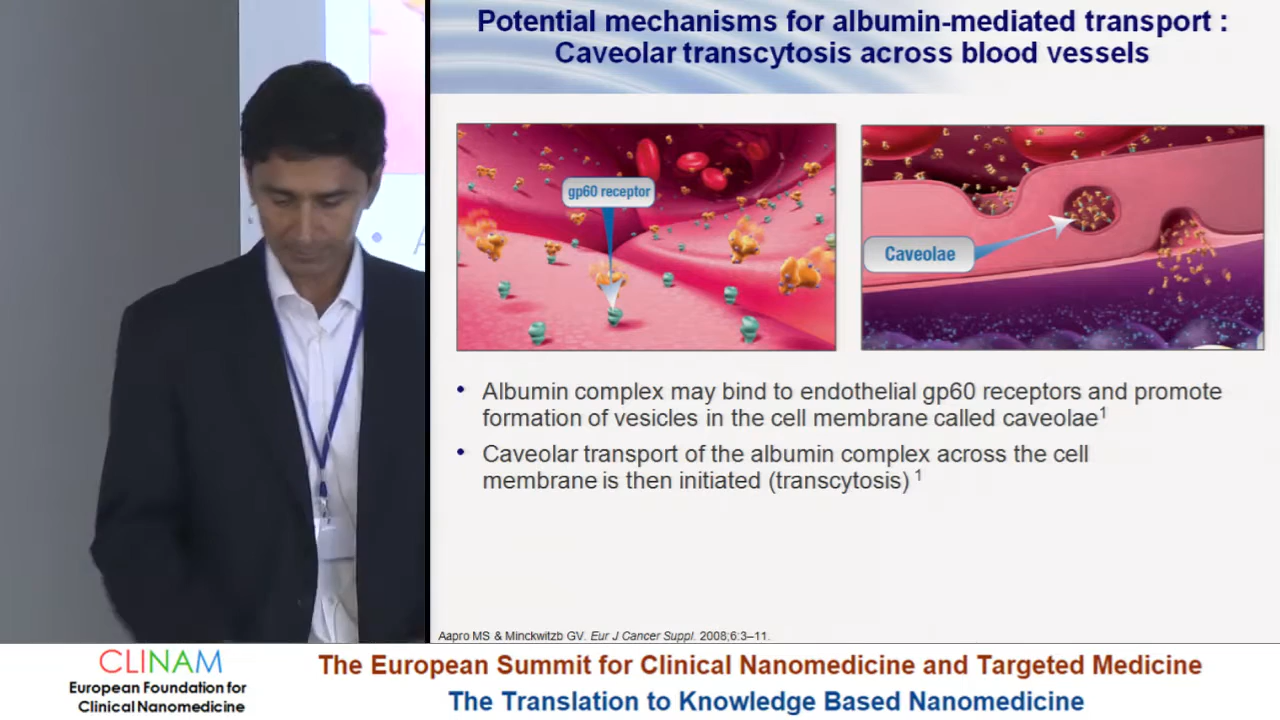 Potential mechanisms for albumin-mediated transport :
Caveolar transcytosis across blood vessels
gp60 receptor
Caveolae
• Albumin complex may bind to endothelial gp60 receptors and promote
formation of vesicles in the cell membrane called caveolae¹
• Caveolar transport of the albumin complex across the cell
membrane is then initiated (transcytosis) ¹
Aapro MS & Minckwitzb GV. Eur J Cancer Suppl. 2008;6:3–11.
CLINAM
European Foundation for
Clinical Nanomedicine
The European Summit for Clinical Nanomedicine and Targeted Medicine
The Translation to Knowledge Based Nanomedicine